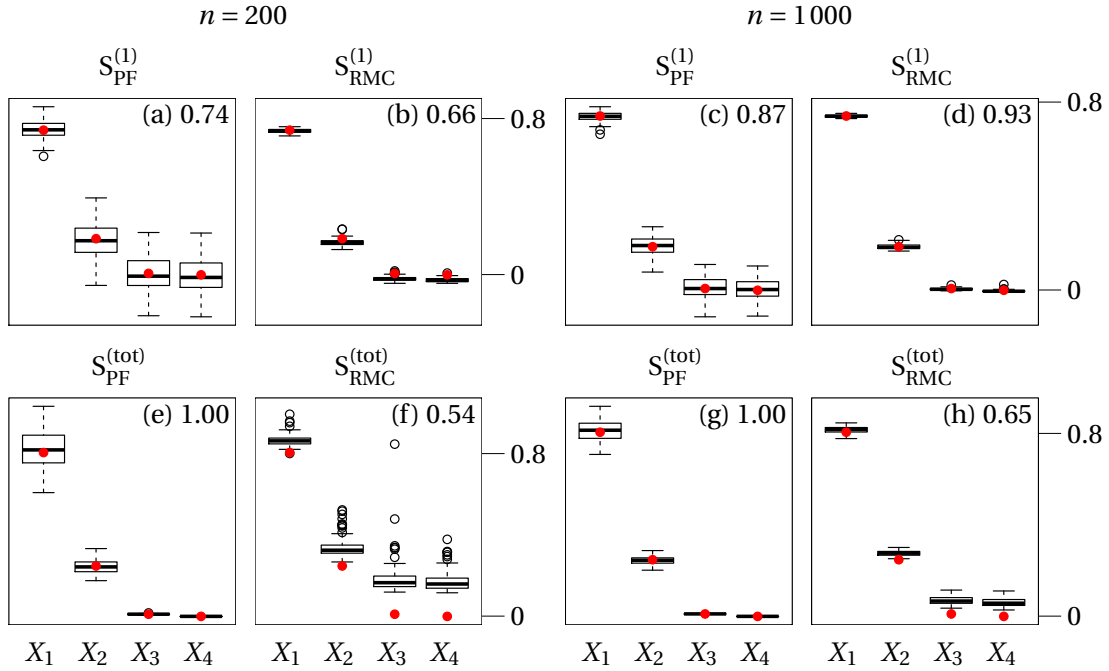 n = 200 n = 1 000
S_PF^(1) S_RMC^(1) S_PF^(1) S_RMC^(1)
(a) 0.74 (b) 0.66 0.8 (c) 0.87 (d) 0.93 0.8
0 0
S_PF^(tot) S_RMC^(tot) S_PF^(tot) S_RMC^(tot)
(e) 1.00 (f) 0.54 0.8 (g) 1.00 (h) 0.65 0.8
0 0
X1 X2 X3 X4 X1 X2 X3 X4 X1 X2 X3 X4 X1 X2 X3 X4